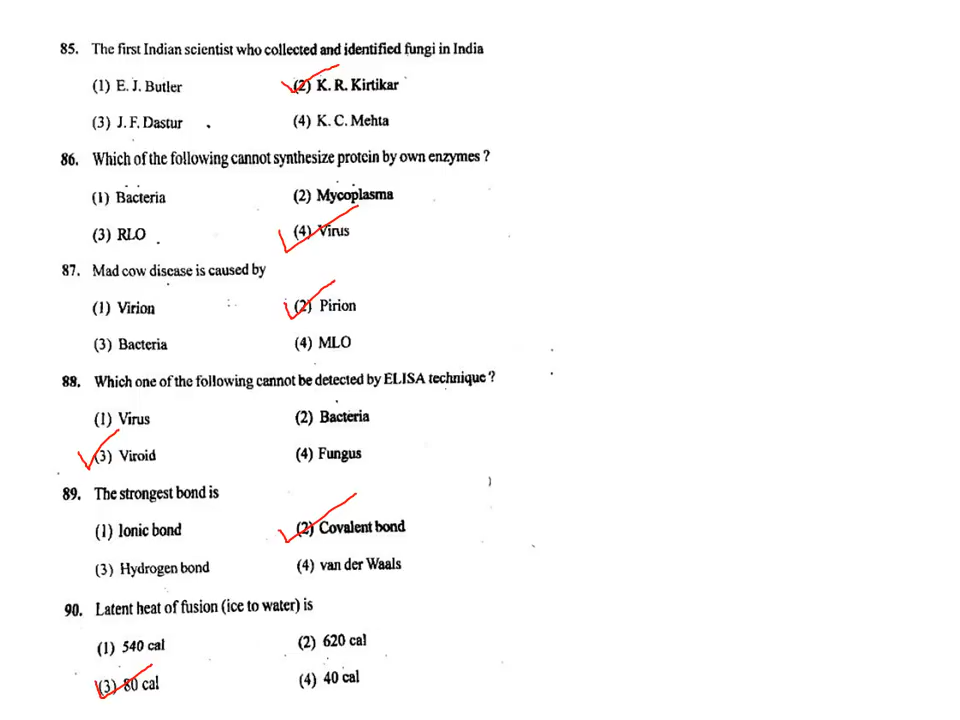 85. The first Indian scientist who collected and identified fungi in India
(1) E. J. Butler (2) K. R. Kirtikar
(3) J. F. Dastur (4) K. C. Mehta
86. Which of the following cannot synthesize protein by own enzymes ?
(1) Bacteria (2) Mycoplasma
(3) RLO (4) Virus
87. Mad cow disease is caused by
(1) Virion (2) Pirion
(3) Bacteria (4) MLO
88. Which one of the following cannot be detected by ELISA technique ?
(1) Virus (2) Bacteria
(3) Viroid (4) Fungus
89. The strongest bond is
(1) Ionic bond (2) Covalent bond
(3) Hydrogen bond (4) van der Waals
90. Latent heat of fusion (ice to water) is
(1) 540 cal (2) 620 cal
(3) 80 cal (4) 40 cal